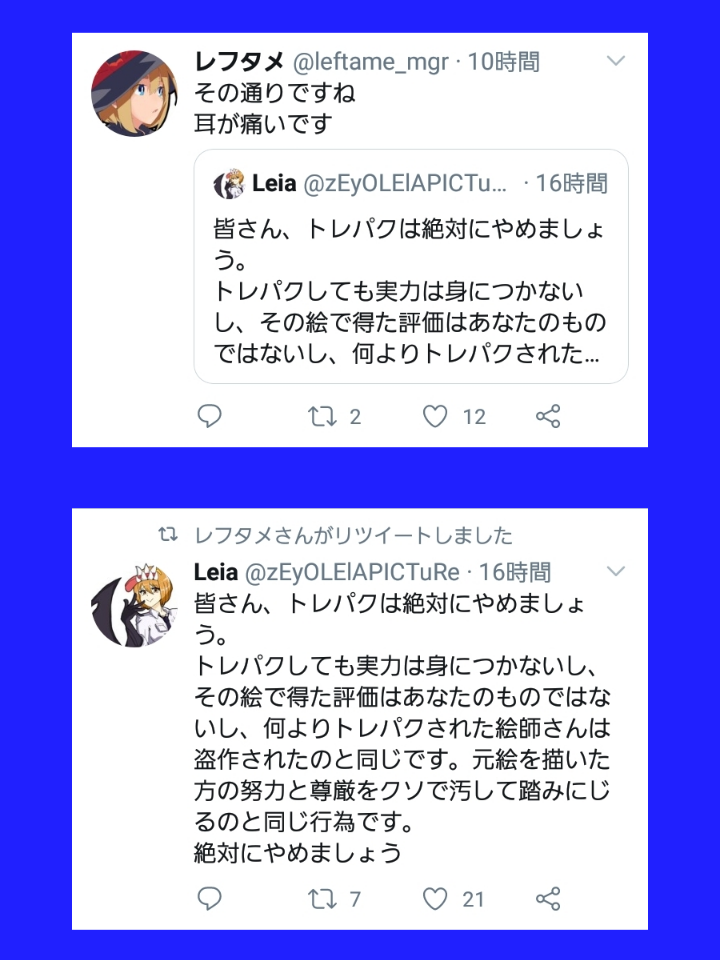 レフタメ @leftame_mgr · 10時間
その通りですね
耳が痛いです
Leia @zEyOLElAPICTu... · 16時間
皆さん、トレパクは絶対にやめましょ
う。
トレパクしても実力は身につかない
し、その絵で得た評価はあなたのもの
ではないし、何よりトレパクされた...
2 12
レフタメさんがリツイートしました
Leia @zEyOLElAPICTuRe · 16時間
皆さん、トレパクは絶対にやめましょ
う。
トレパクしても実力は身につかないし、
その絵で得た評価はあなたのものではな
いし、何よりトレパクされた絵師さんは
盗作されたのと同じです。元絵を描いた
方の努力と尊厳をクソで汚して踏みにじ
るのと同じ行為です。
絶対にやめましょう
7 21